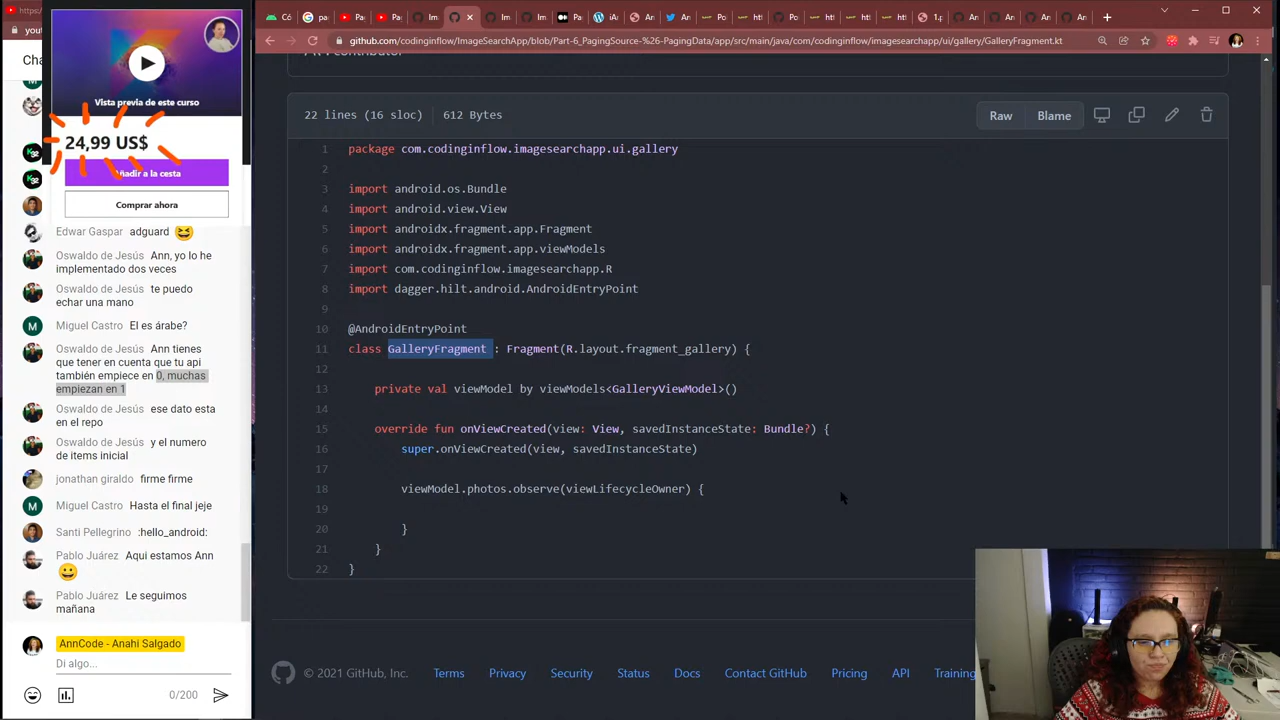 github.com/codinginflow/ImageSearchApp/blob/Part-6_PagingSource-%26-PagingData/app/src/main/java/com/codinginflow/imagesearchapp/ui/gallery/GalleryFragment.kt
Vista previa de este curso
24,99 US$
Añadir a la cesta
Comprar ahora
Edwar Gaspar adguard 😆
Oswaldo de Jesús Ann, yo lo he
implementado dos veces
Oswaldo de Jesús te puedo
echar una mano
Miguel Castro El es árabe?
Oswaldo de Jesús Ann tienes
que tener en cuenta que tu api
también empiece en 0, muchas
empiezan en 1
Oswaldo de Jesús ese dato esta
en el repo
Oswaldo de Jesús y el numero
de items inicial
jonathan giraldo firme firme
Miguel Castro Hasta el final jeje
Santi Pellegrino :hello_android:
Pablo Juárez Aqui estamos Ann
😀
Pablo Juárez Le seguimos
mañana
AnnCode - Anahi Salgado
Di algo...
0/200
22 lines (16 sloc) 612 Bytes
Raw Blame
1 package com.codinginflow.imagesearchapp.ui.gallery
2
3 import android.os.Bundle
4 import android.view.View
5 import androidx.fragment.app.Fragment
6 import androidx.fragment.app.viewModels
7 import com.codinginflow.imagesearchapp.R
8 import dagger.hilt.android.AndroidEntryPoint
9
10 @AndroidEntryPoint
11 class GalleryFragment : Fragment(R.layout.fragment_gallery) {
12
13 private val viewModel by viewModels<GalleryViewModel>()
14
15 override fun onViewCreated(view: View, savedInstanceState: Bundle?) {
16 super.onViewCreated(view, savedInstanceState)
17
18 viewModel.photos.observe(viewLifecycleOwner) {
19
20 }
21 }
22 }
© 2021 GitHub, Inc. Terms Privacy Security Status Docs Contact GitHub Pricing API Training